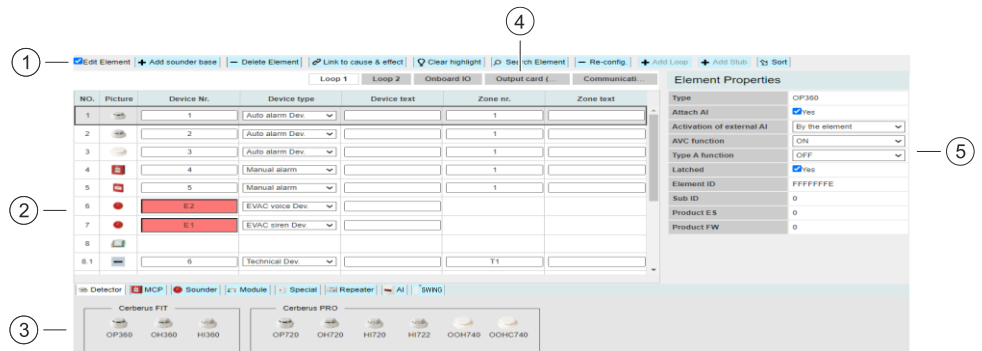 4
1
Edit Element + Add sounder base − Delete Element Link to cause & effect Clear highlight Search Element − Re-config. + Add Loop + Add Stub Sort
Loop 1 Loop 2 Onboard IO Output card (... Communicati...
Element Properties
NO. Picture Device Nr. Device type Device text Zone nr. Zone text
1 1 Auto alarm Dev. 1
2 2 Auto alarm Dev. 1
3 3 Auto alarm Dev. 1
4 4 Manual alarm 1
5 5 Manual alarm 1
6 E2 EVAC voice Dev.
7 E1 EVAC siren Dev.
8
8.1 6 Technical Dev. T1
Type OP360
Attach AI Yes
Activation of external AI By the element
AVC function ON
Type A function OFF
Latched Yes
Element ID FFFFFFFE
Sub ID 0
Product ES 0
Product FW 0
5
2
Detector MCP Sounder Module Special Repeater AI SWING
3
Cerberus FIT
OP360 OH360 HI360
Cerberus PRO
OP720 OH720 HI720 HI722 OOH740 OOHC740